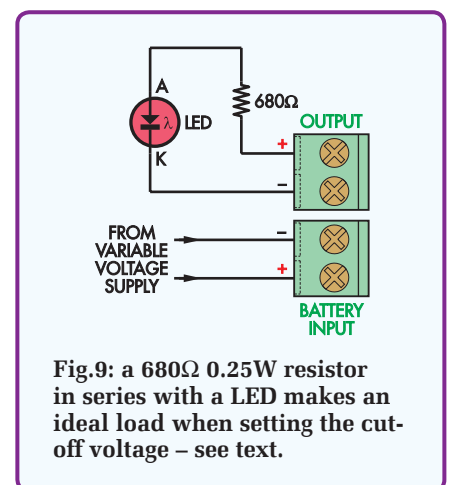 A
λ
LED
K
680Ω
OUTPUT
+
–
FROM
VARIABLE
VOLTAGE
SUPPLY
–
+
BATTERY
INPUT
Fig.9: a 680Ω 0.25W resistor
in series with a LED makes an
ideal load when setting the cut-
off voltage – see text.